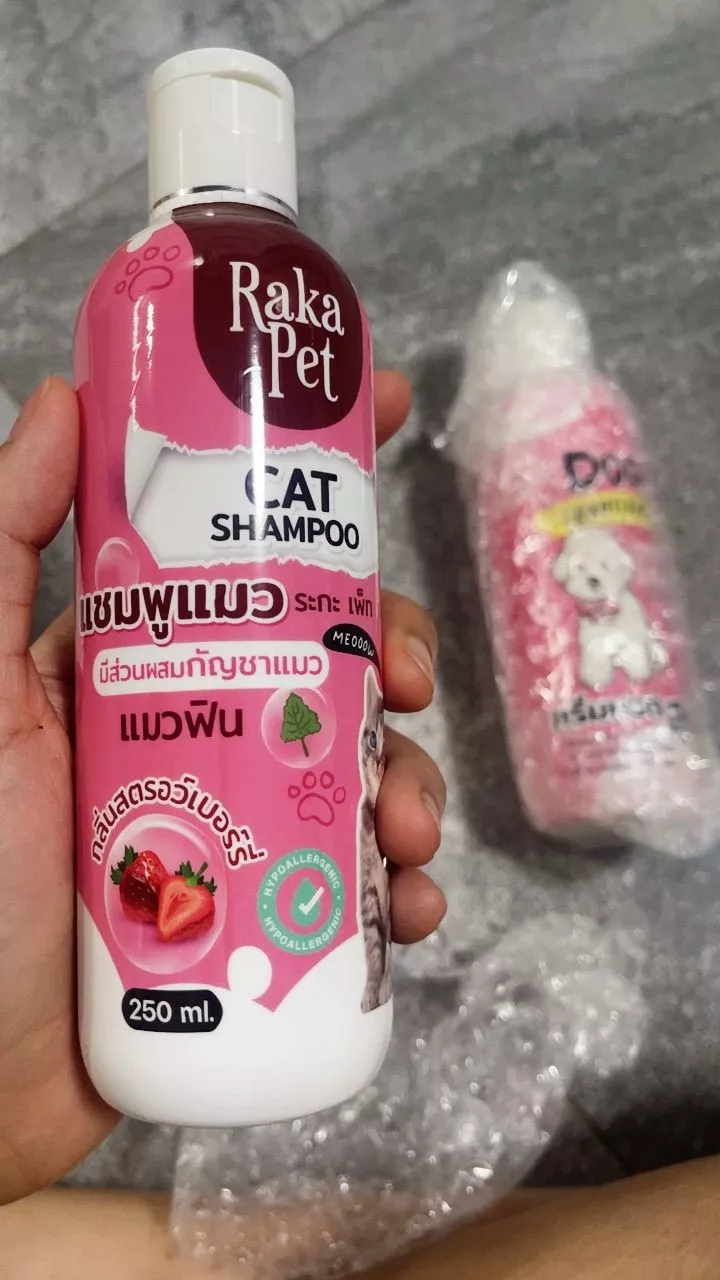 Raka
Pet
CAT
SHAMPOO
แชมพูแมว ระกะ เพ็ท
MEOOOW
มีส่วนผสมกัญชาแมว
แมวฟิน
กลิ่นสตรอว์เบอร์รี่
HYPOALLERGENIC
HYPOALLERGENIC
250 ml.